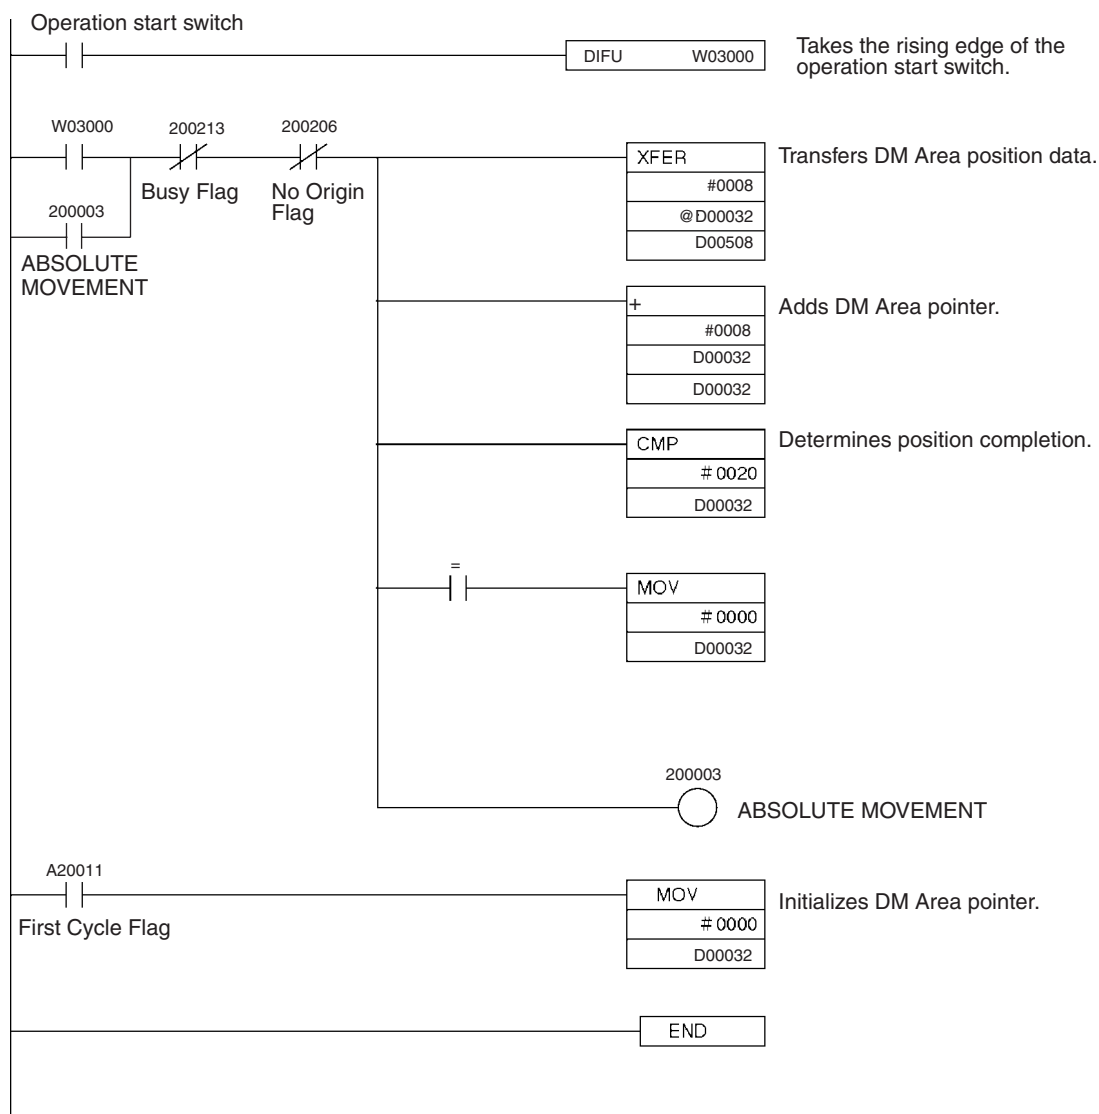 Operation start switch
DIFU W03000
Takes the rising edge of the
operation start switch.
W03000
200213
200206
XFER
Transfers DM Area position data.
#0008
@D00032
D00508
Busy Flag
No Origin
Flag
200003
ABSOLUTE
MOVEMENT
+
Adds DM Area pointer.
#0008
D00032
D00032
CMP
Determines position completion.
#0020
D00032
=
MOV
#0000
D00032
200003
ABSOLUTE MOVEMENT
A20011
First Cycle Flag
MOV
Initializes DM Area pointer.
#0000
D00032
END